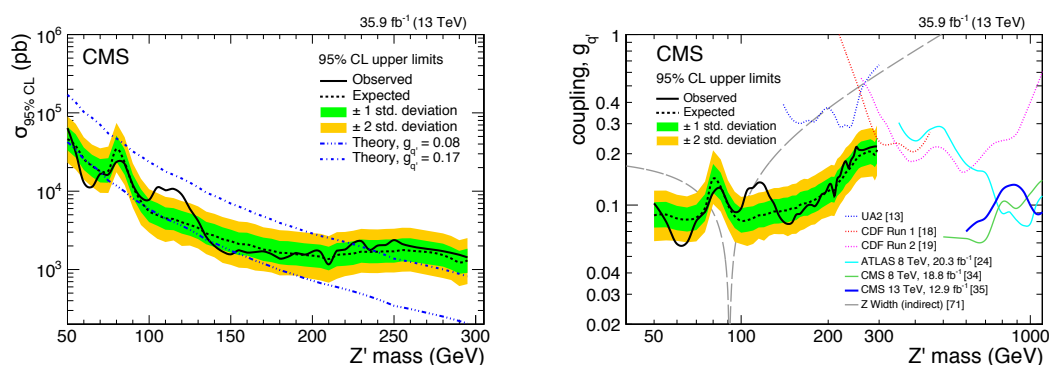 35.9 fb⁻¹ (13 TeV)
CMS
95% CL upper limits
Observed
Expected
± 1 std. deviation
± 2 std. deviation
Theory, g_q' = 0.08
Theory, g_q' = 0.17
σ_95% CL (pb)
10⁶
10⁵
10⁴
10³
50 100 150 200 250 300
Z' mass (GeV)
35.9 fb⁻¹ (13 TeV)
CMS
95% CL upper limits
Observed
Expected
± 1 std. deviation
± 2 std. deviation
coupling, g_q'
1
0.4
0.3
0.2
0.1
0.04
0.02
UA2 [13]
CDF Run 1 [18]
CDF Run 2 [19]
ATLAS 8 TeV, 20.3 fb⁻¹ [24]
CMS 8 TeV, 18.8 fb⁻¹ [34]
CMS 13 TeV, 12.9 fb⁻¹ [35]
Z Width (indirect) [71]
50 100 200 300 1000
Z' mass (GeV)